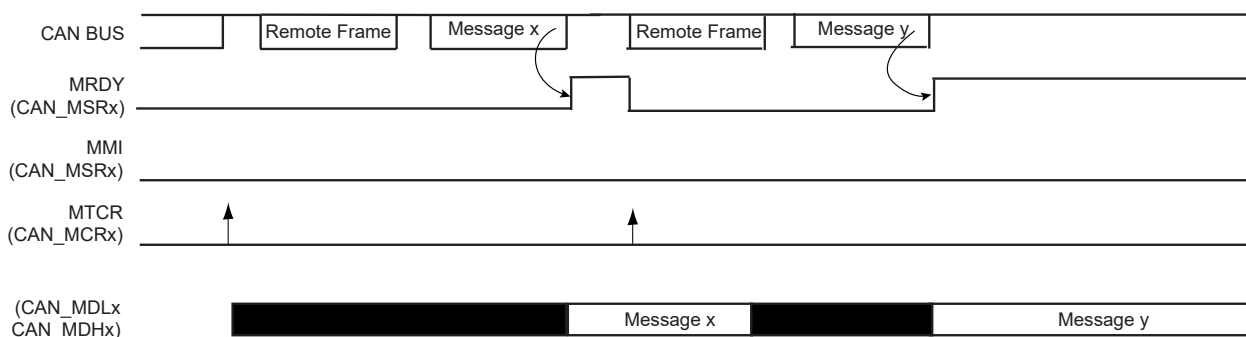 CAN BUS
Remote Frame
Message x
Remote Frame
Message y
MRDY
(CAN_MSRx)
MMI
(CAN_MSRx)
MTCR
(CAN_MCRx)
(CAN_MDLx
CAN_MDHx)
Message x
Message y